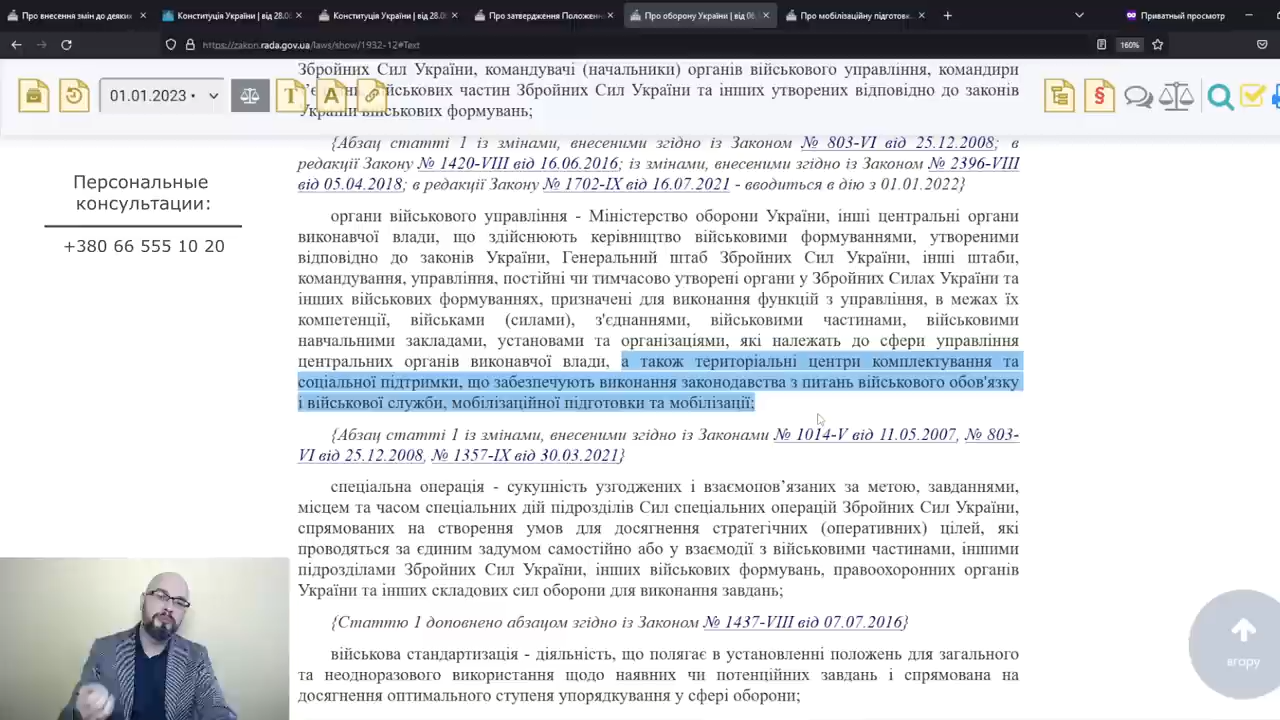 Про внесення змін до деяких
Конституція України | від 28.06
Конституція України | від 28.06
Про затвердження Положення
Про оборону України | від 06.
Про мобілізаційну підготовк
Приватный просмотр
https://zakon.rada.gov.ua/laws/show/1932-12#Text
160%
01.01.2023
Збройних Сил України, командувачі (начальники) органів військового управління, командири
військових частин Збройних Сил України та інших утворених відповідно до законів
України військових формувань;
{Абзац статті 1 із змінами, внесеними згідно із Законом № 803-VI від 25.12.2008; в
редакції Закону № 1420-VIII від 16.06.2016; із змінами, внесеними згідно із Законом № 2396-VIII
від 05.04.2018; в редакції Закону № 1702-IX від 16.07.2021 - вводиться в дію з 01.01.2022}
Персональные
консультации:
+380 66 555 10 20
органи військового управління - Міністерство оборони України, інші центральні органи
виконавчої влади, що здійснюють керівництво військовими формуваннями, утвореними
відповідно до законів України, Генеральний штаб Збройних Сил України, інші штаби,
командування, управління, постійні чи тимчасово утворені органи у Збройних Силах України та
інших військових формуваннях, призначені для виконання функцій з управління, в межах їх
компетенції, військами (силами), з'єднаннями, військовими частинами, військовими
навчальними закладами, установами та організаціями, які належать до сфери управління
центральних органів виконавчої влади, а також територіальні центри комплектування та
соціальної підтримки, що забезпечують виконання законодавства з питань військового обов'язку
і військової служби, мобілізаційної підготовки та мобілізації;
{Абзац статті 1 із змінами, внесеними згідно із Законами № 1014-V від 11.05.2007, № 803-
VI від 25.12.2008, № 1357-IX від 30.03.2021}
спеціальна операція - сукупність узгоджених і взаємопов’язаних за метою, завданнями,
місцем та часом спеціальних дій підрозділів Сил спеціальних операцій Збройних Сил України,
спрямованих на створення умов для досягнення стратегічних (оперативних) цілей, які
проводяться за єдиним задумом самостійно або у взаємодії з військовими частинами, іншими
підрозділами Збройних Сил України, інших військових формувань, правоохоронних органів
України та інших складових сил оборони для виконання завдань;
{Статтю 1 доповнено абзацом згідно із Законом № 1437-VIII від 07.07.2016}
військова стандартизація - діяльність, що полягає в установленні положень для загального
та неодноразового використання щодо наявних чи потенційних завдань і спрямована на
досягнення оптимального ступеня упорядкування у сфері оборони;
вгору